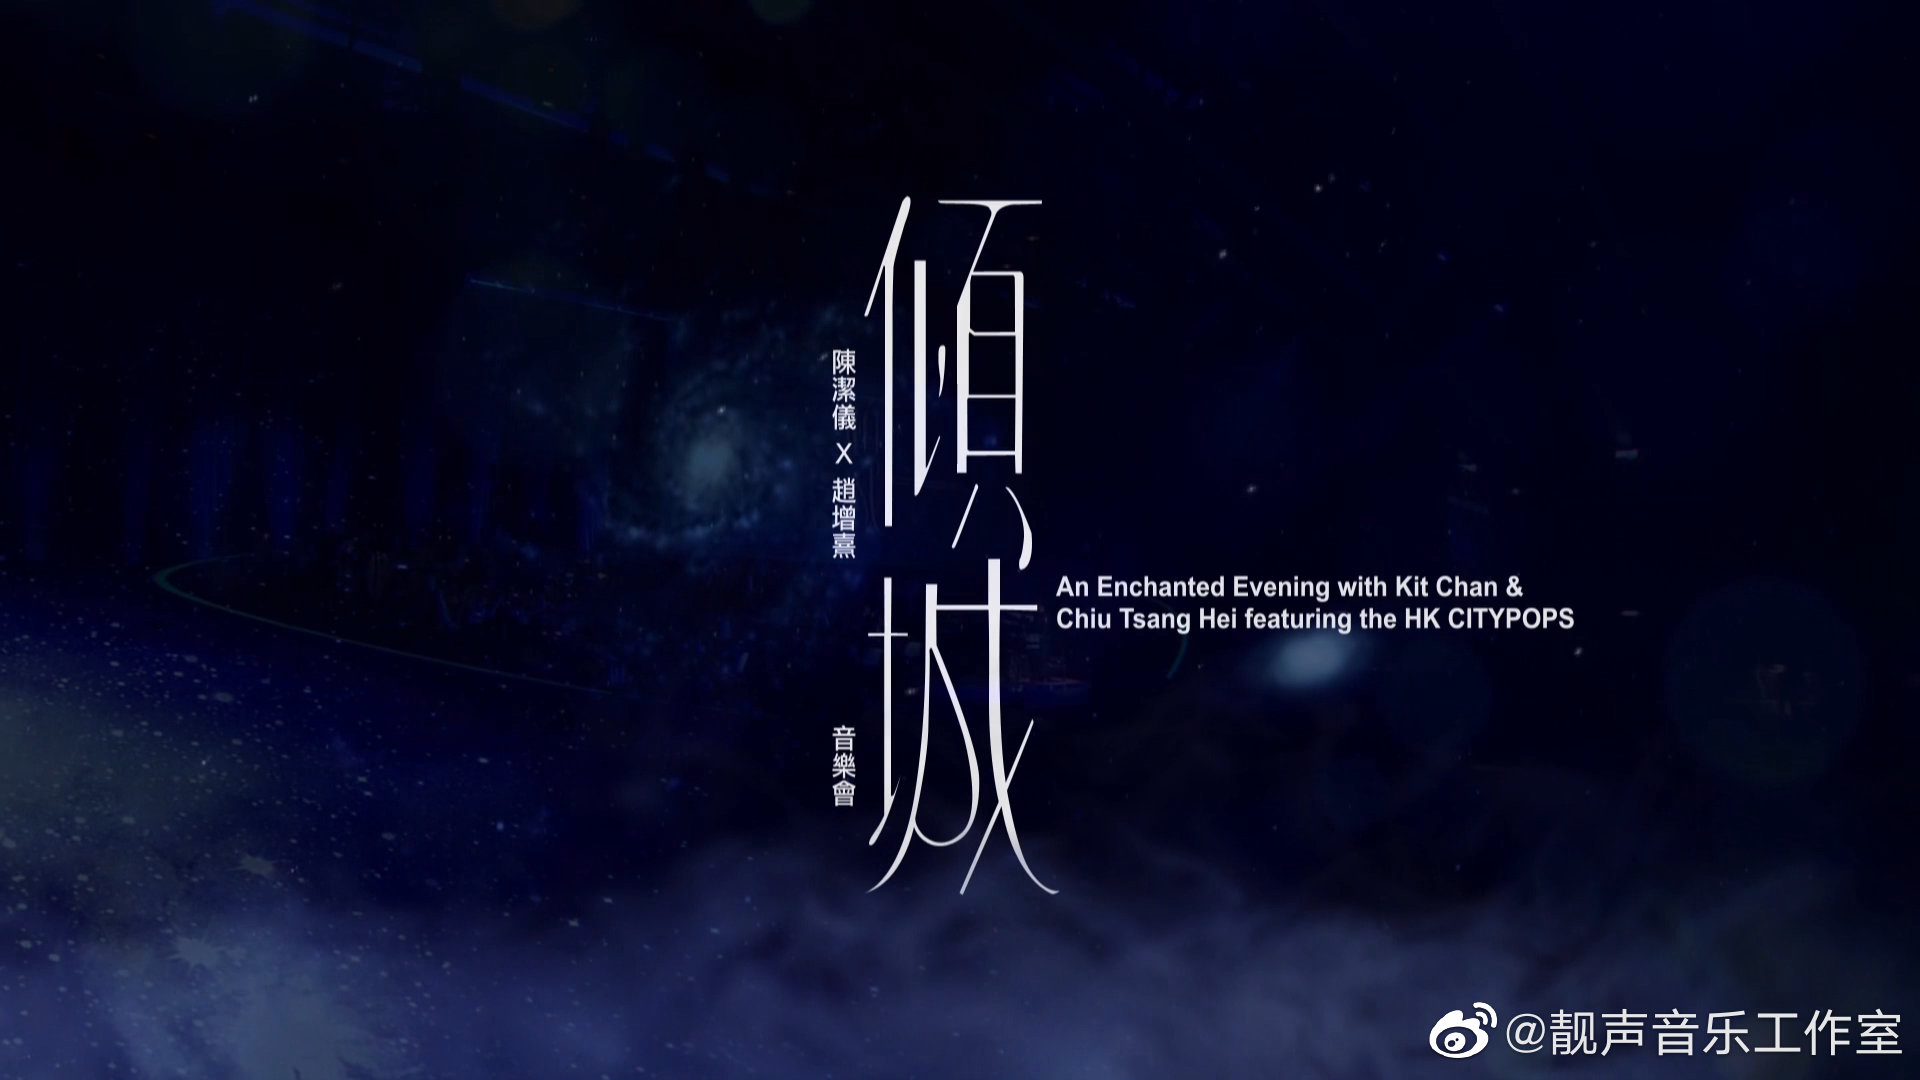 傾城
陳潔儀 X 趙增熹
音樂會
An Enchanted Evening with Kit Chan &
Chiu Tsang Hei featuring the HK CITYPOPS
@靓声音乐工作室